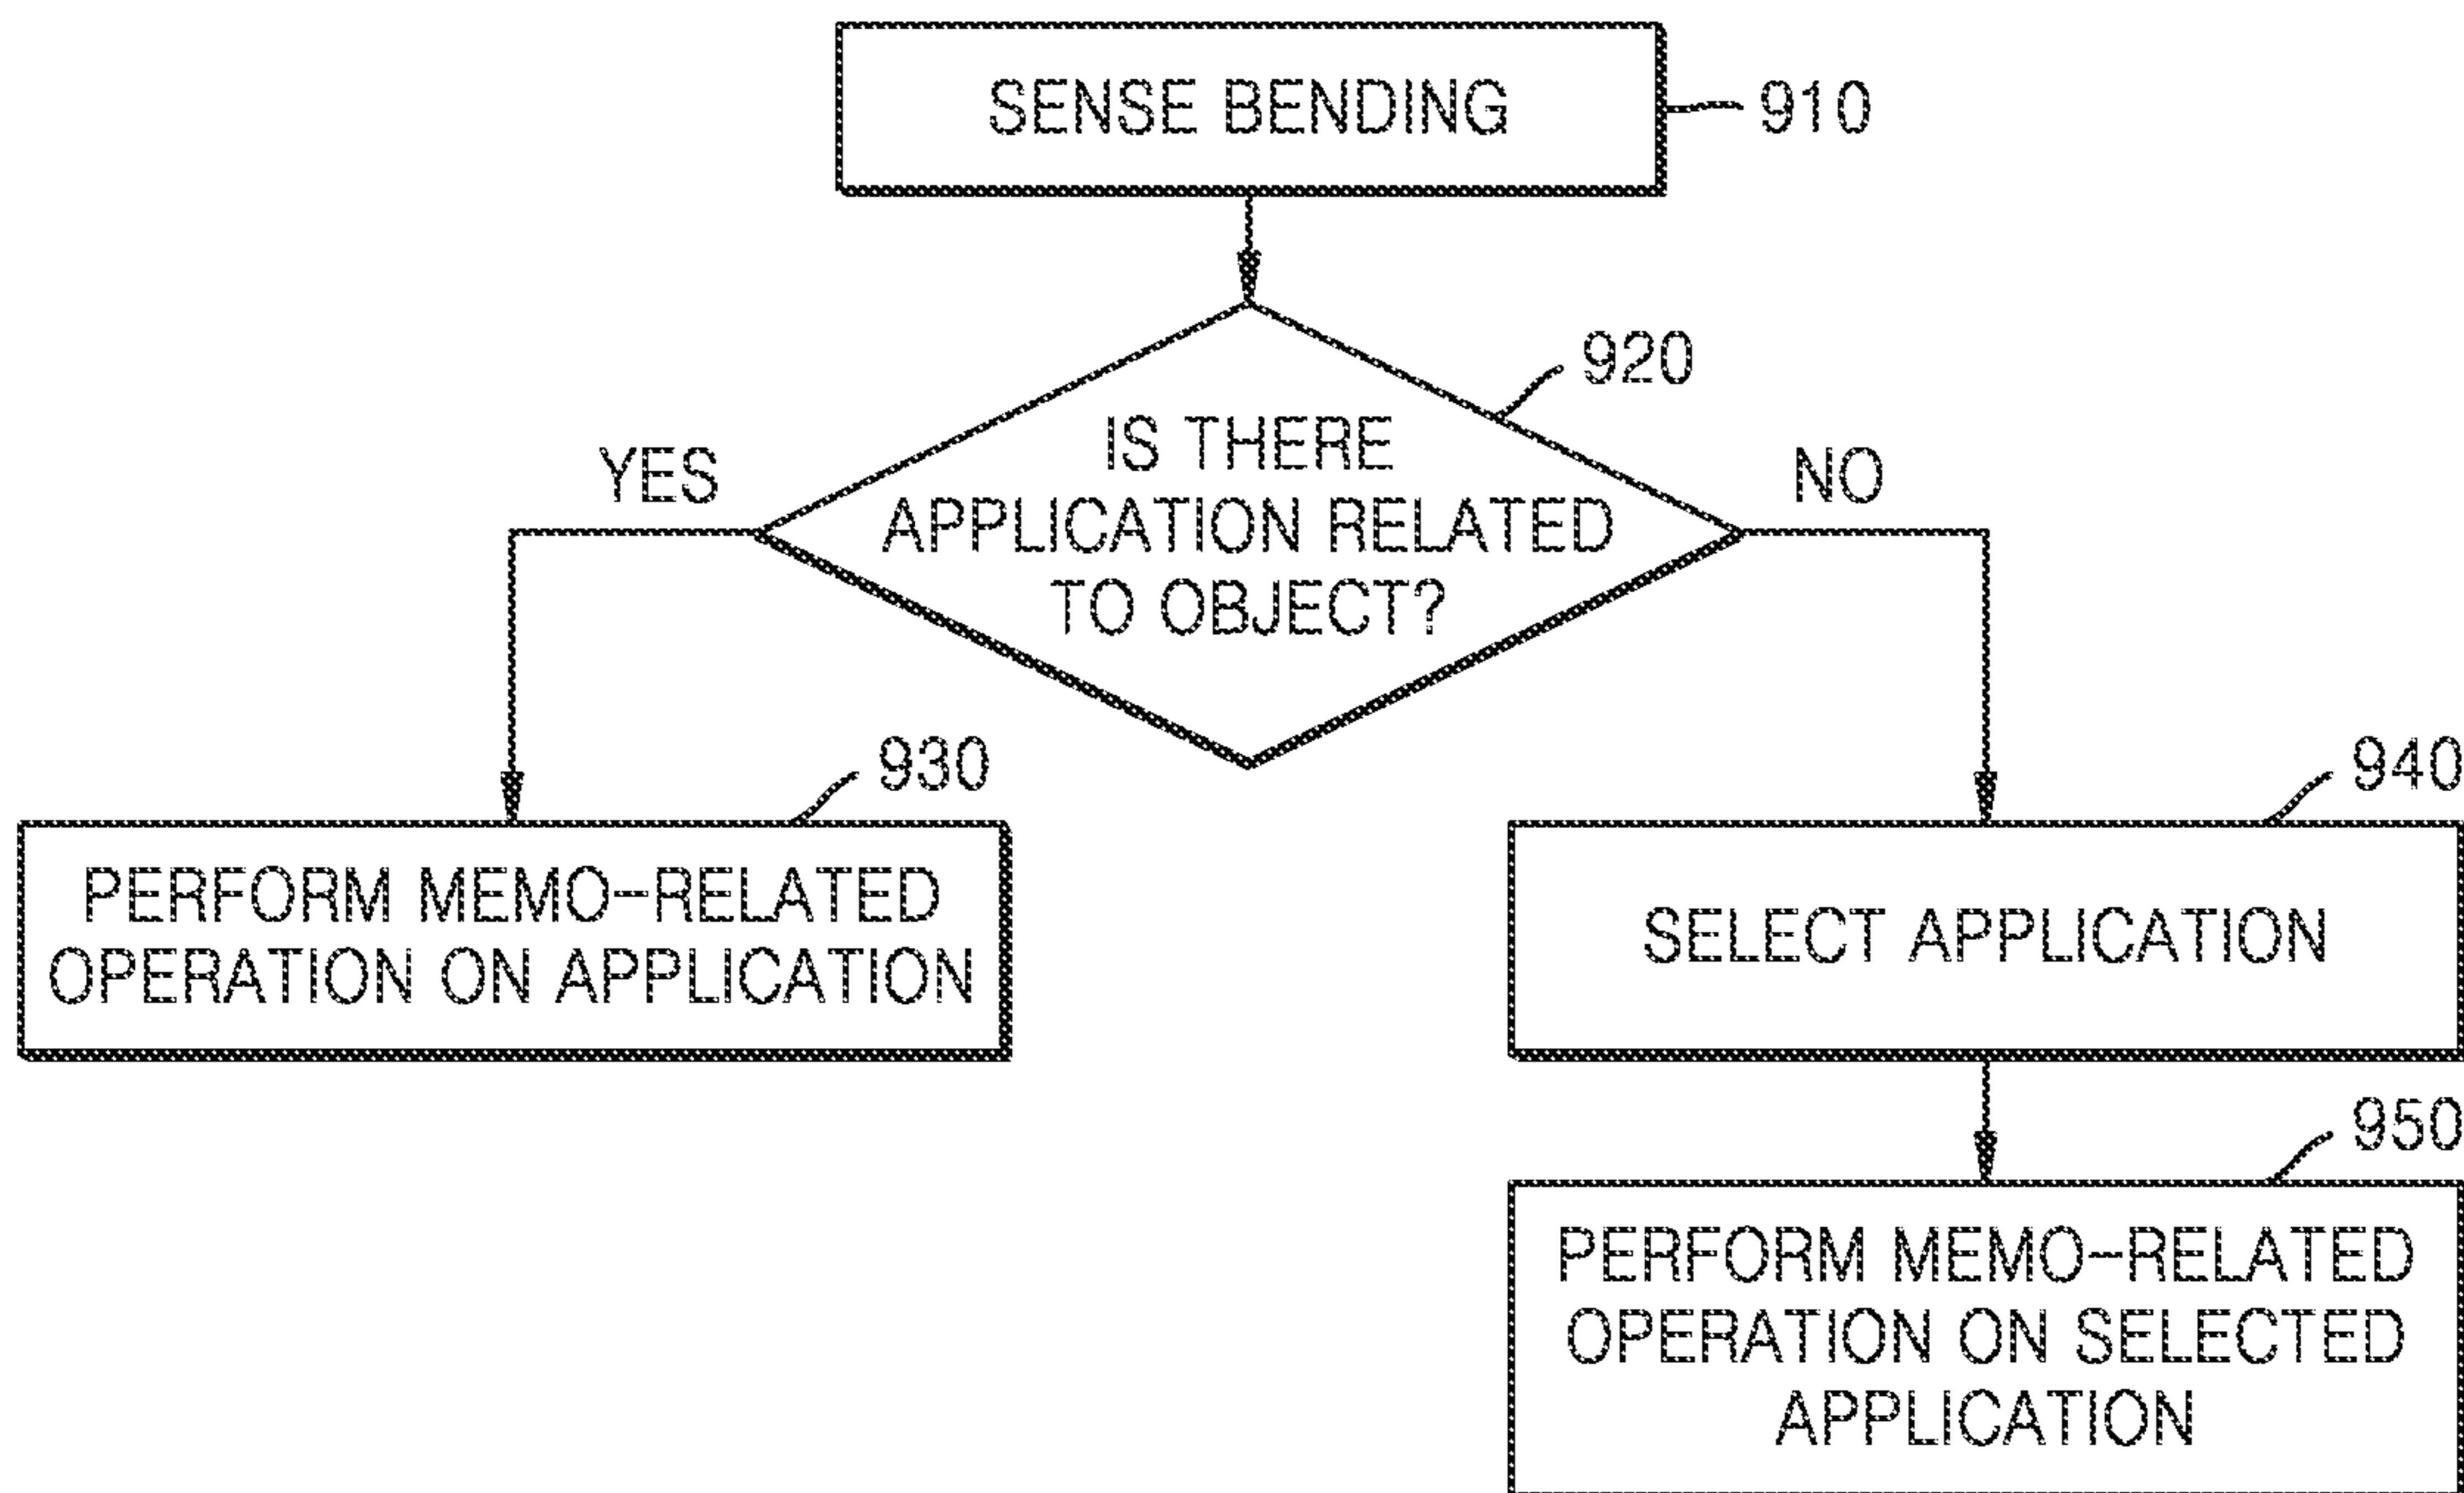 SENSE BENDING
910
920
IS THERE
APPLICATION RELATED
TO OBJECT?
YES
NO
930
PERFORM MEMO-RELATED
OPERATION ON APPLICATION
940
SELECT APPLICATION
950
PERFORM MEMO-RELATED
OPERATION ON SELECTED
APPLICATION